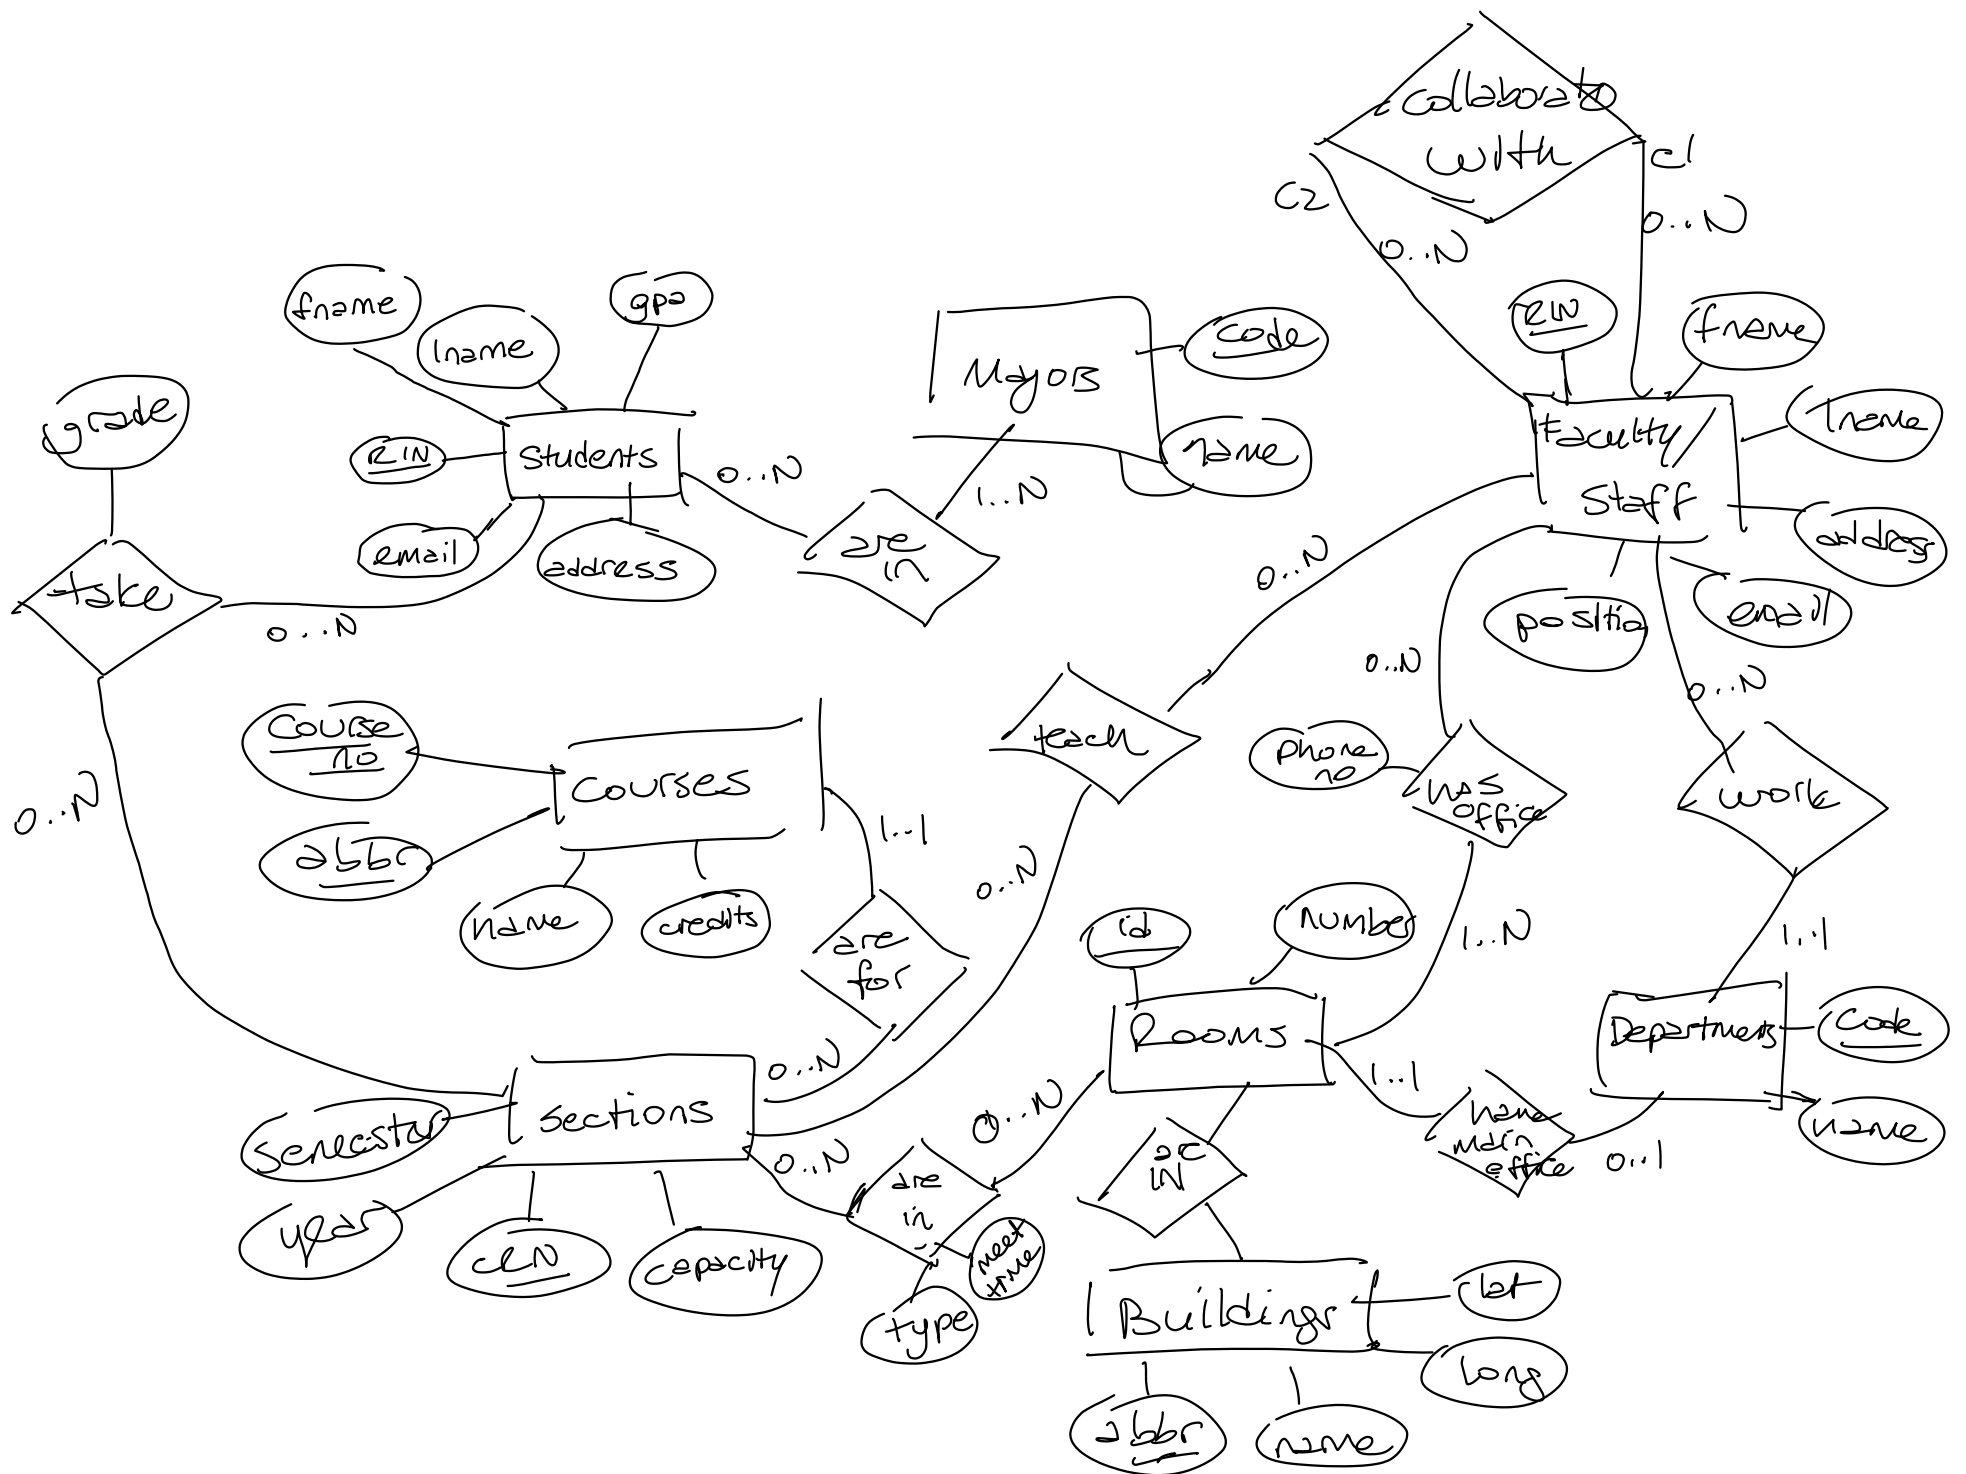 collaborate
with
C2
c1
0..N
0..N
fname
lname
gpa
RIN
Students
email
address
0..N
Majors
code
name
1..N
are
in
RIN
fname
lname
Faculty/
Staff
address
email
position
grade
take
0..N
0..N
Course
no
abbr
Courses
name
credits
1..1
are
for
0..N
teach
0..N
0..N
0..N
phone
no
has
office
1..N
0..N
work
1..1
id
number
Rooms
Departments
code
name
1..1
have
main
office
0..1
Sections
semester
year
CRN
capacity
0..N
0..N
are
in
meet
time
type
are
IN
Buildings
lat
long
abbr
name